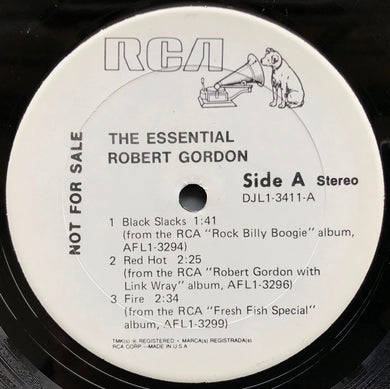 RCA
THE ESSENTIAL
ROBERT GORDON
NOT FOR SALE
Side A Stereo
DJL1-3411-A
1 Black Slacks 1:41
(from the RCA "Rock Billy Boogie" album,
AFL1-3294)
2 Red Hot 2:25
(from the RCA "Robert Gordon with
Link Wray" album, AFL1-3296)
3 Fire 2:34
(from the RCA "Fresh Fish Special"
album, AFL1-3299)
TMK(s) ® REGISTERED • MARCA(s) REGISTRADA(s)
RCA CORP—MADE IN U.S.A